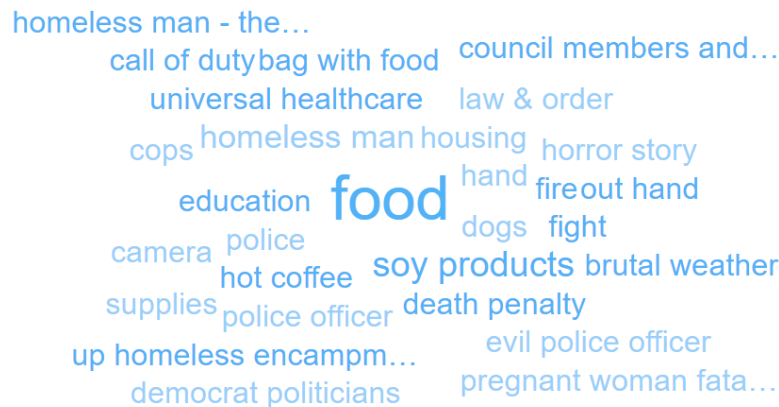 homeless man - the…
call of duty bag with food council members and…
universal healthcare law & order
cops homeless man housing horror story
education food hand fire out hand
camera police dogs fight
hot coffee soy products brutal weather
supplies police officer death penalty
up homeless encampm… evil police officer
democrat politicians pregnant woman fata…